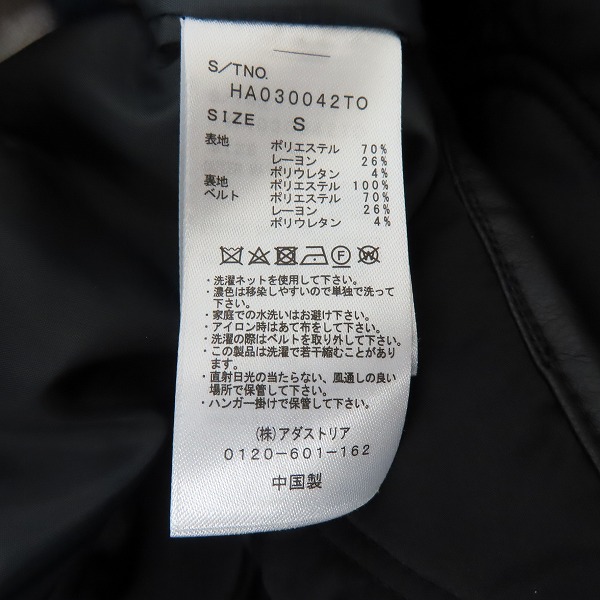 S/TNO.
HA030042TO
SIZE S
表地 ポリエステル 70%
レーヨン 26%
ポリウレタン 4%
裏地 ポリエステル 100%
ベルト ポリエステル 70%
レーヨン 26%
ポリウレタン 4%
・洗濯ネットを使用して下さい。
・濃色は移染しやすいので単独で洗って
下さい。
・家庭での水洗いはお避け下さい。
・アイロン時はあて布をして下さい。
・洗濯の際はベルトを取り外して下さい。
・この製品は洗濯で若干縮むことがあり
ます。
・直射日光の当たらない、風通しの良い
場所で保管して下さい。
・ハンガー掛けで保管して下さい。
(株)アダストリア
0120-601-162
中国製